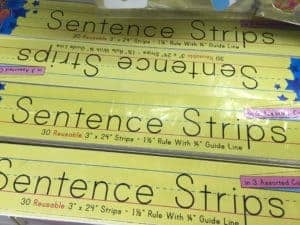 Sentence Strips
30 Reusable 3" x 24" Strips - 1½" Rule With ¾" Guide Line
Sentence Strips
Sentence Strips
30 Reusable 3" x 24" Strips - 1½" Rule With ¾" Guide Line
Sentence Strips
in 3 Assorted
30 Reusable 3" x 24" Strips - 1½" Rule With ¾" Guide Line